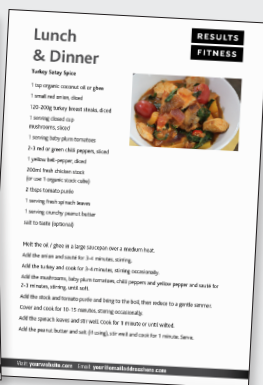 Lunch
& Dinner
RESULTS
FITNESS
Turkey Satay Spice
1 tsp organic coconut oil or ghee
1 small red onion, diced
120-200g turkey breast steaks, diced
1 serving closed cup
mushrooms, sliced
1 serving baby plum tomatoes
2-3 red or green chilli peppers, sliced
1 yellow bell-pepper, diced
200ml fresh chicken stock
(or use 1 organic stock cube)
2 tbsps tomato purée
1 serving fresh spinach leaves
1 serving crunchy peanut butter
salt to taste (optional)
Melt the oil / ghee in a large saucepan over a medium heat.
Add the onion and sauté for 3-4 minutes, stirring.
Add the turkey and cook for 3-4 minutes, stirring occasionally.
Add the mushrooms, baby plum tomatoes, chilli peppers and yellow pepper and sauté for
2-3 minutes, stirring, until soft.
Add the stock and tomato purée and bring to the boil, then reduce to a gentle simmer.
Cover and cook for 10-15 minutes, stirring occasionally.
Add the spinach leaves and stir well. Cook for 1 minute or until wilted.
Add the peanut butter and salt (if using), stir well and cook for 1 minute. Serve.
Visit yourwebsite.com Email